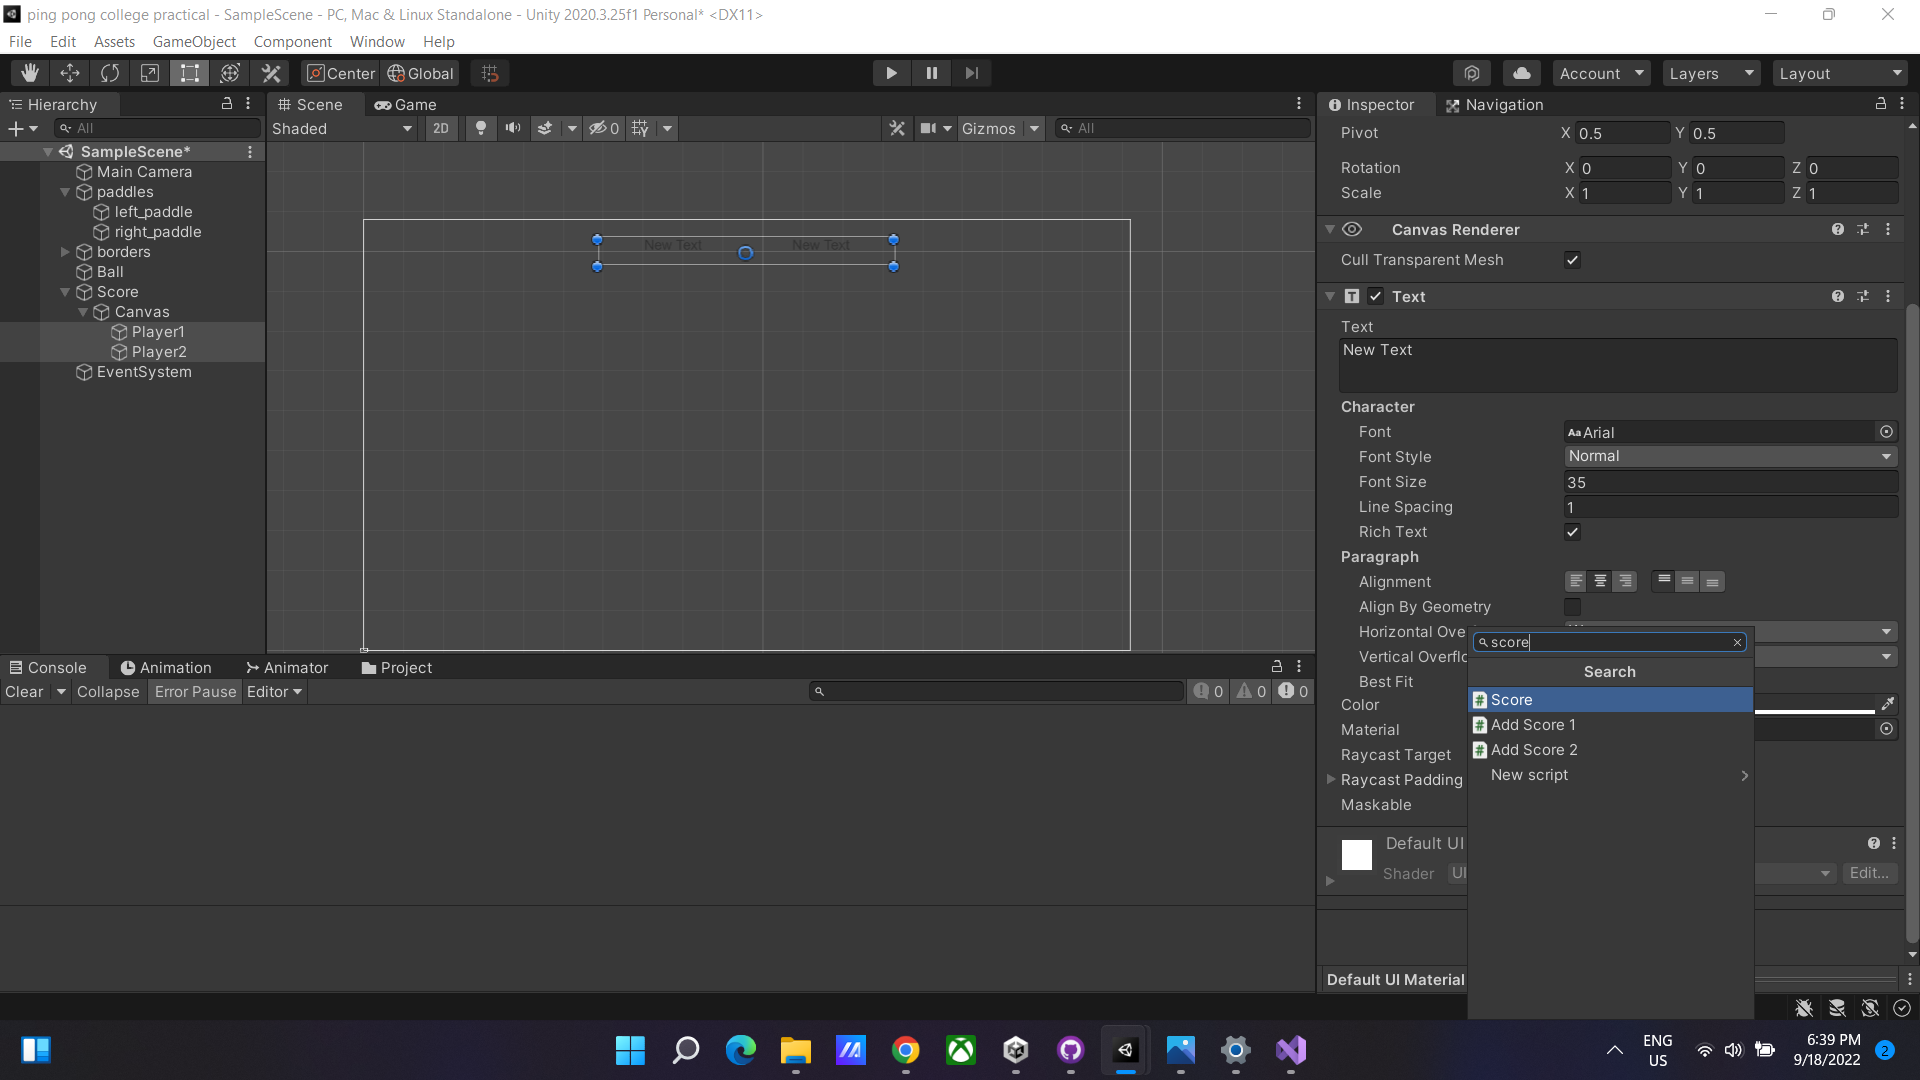 ping pong college practical - SampleScene - PC, Mac & Linux Standalone - Unity 2020.3.25f1 Personal* <DX11>
File Edit Assets GameObject Component Window Help
Center Global Account Layers Layout
Hierarchy
All
SampleScene*
Main Camera
paddles
left_paddle
right_paddle
borders
Ball
Score
Canvas
Player1
Player2
EventSystem
Scene Game
Shaded 2D 0 Gizmos All
New Text New Text
Console Animation Animator Project
Clear Collapse Error Pause Editor 0 0 0
Inspector Navigation
Pivot X 0.5 Y 0.5
Rotation X 0 Y 0 Z 0
Scale X 1 Y 1 Z 1
Canvas Renderer
Cull Transparent Mesh
Text
Text
New Text
Character
Font Aa Arial
Font Style Normal
Font Size 35
Line Spacing 1
Rich Text
Paragraph
Alignment
Align By Geometry
Horizontal Ove
Vertical Overflo
Best Fit
Color
Material
Raycast Target
Raycast Padding
Maskable
score
Search
Score
Add Score 1
Add Score 2
New script
Default UI
Shader UI Edit...
Default UI Material
ENG
US
6:39 PM
9/18/2022
2